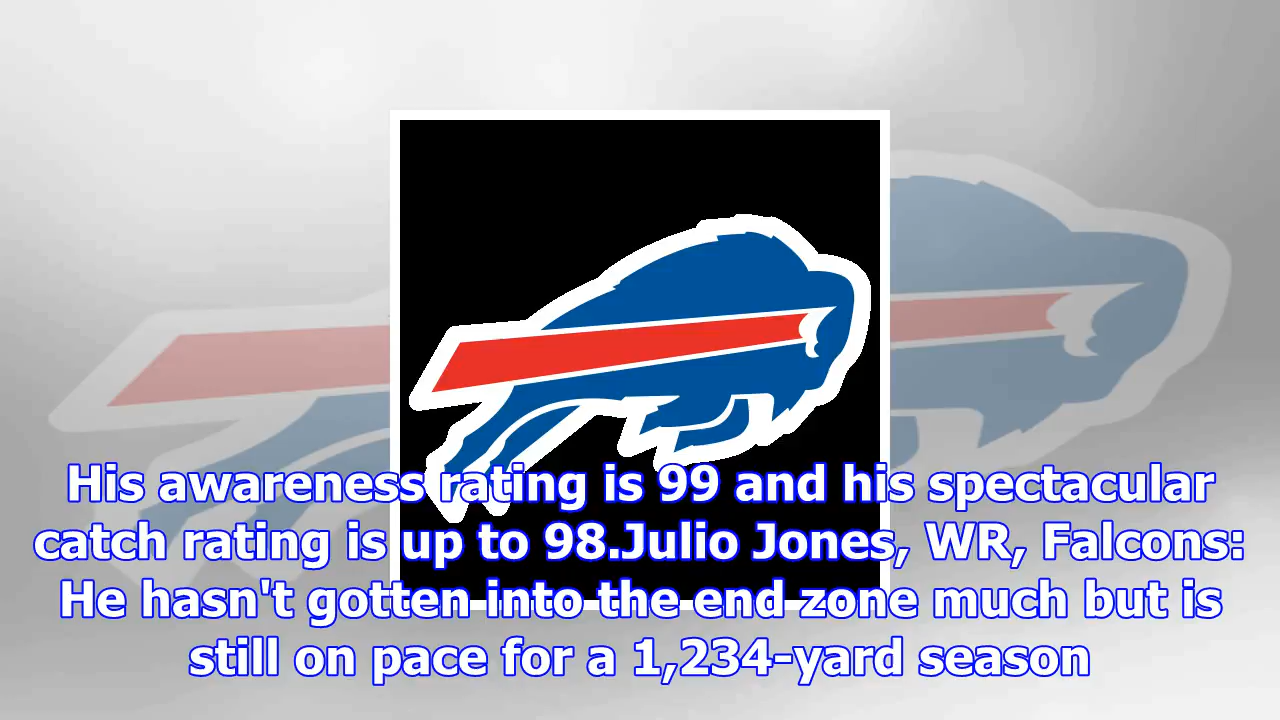 His awareness rating is 99 and his spectacular
catch rating is up to 98.Julio Jones, WR, Falcons:
He hasn't gotten into the end zone much but is
still on pace for a 1,234-yard season